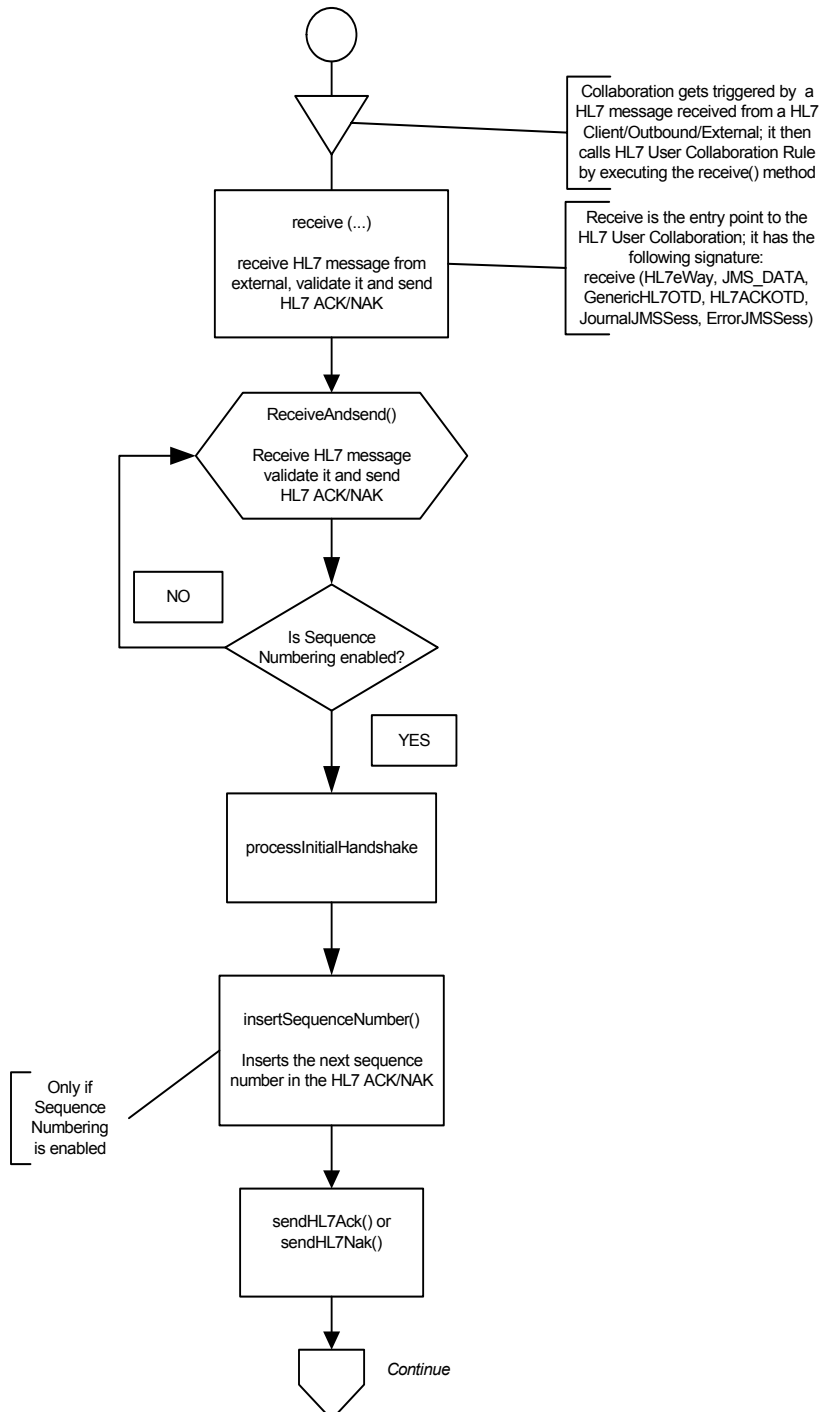 Collaboration gets triggered by a
HL7 message received from a HL7
Client/Outbound/External; it then
calls HL7 User Collaboration Rule
by executing the receive() method
receive (...)
receive HL7 message from
external, validate it and send
HL7 ACK/NAK
Receive is the entry point to the
HL7 User Collaboration; it has the
following signature:
receive (HL7eWay, JMS_DATA,
GenericHL7OTD, HL7ACKOTD,
JournalJMSSess, ErrorJMSSess)
ReceiveAndsend()
Receive HL7 message
validate it and send
HL7 ACK/NAK
NO
Is Sequence
Numbering enabled?
YES
processInitialHandshake
insertSequenceNumber()
Inserts the next sequence
number in the HL7 ACK/NAK
Only if
Sequence
Numbering
is enabled
sendHL7Ack() or
sendHL7Nak()
Continue